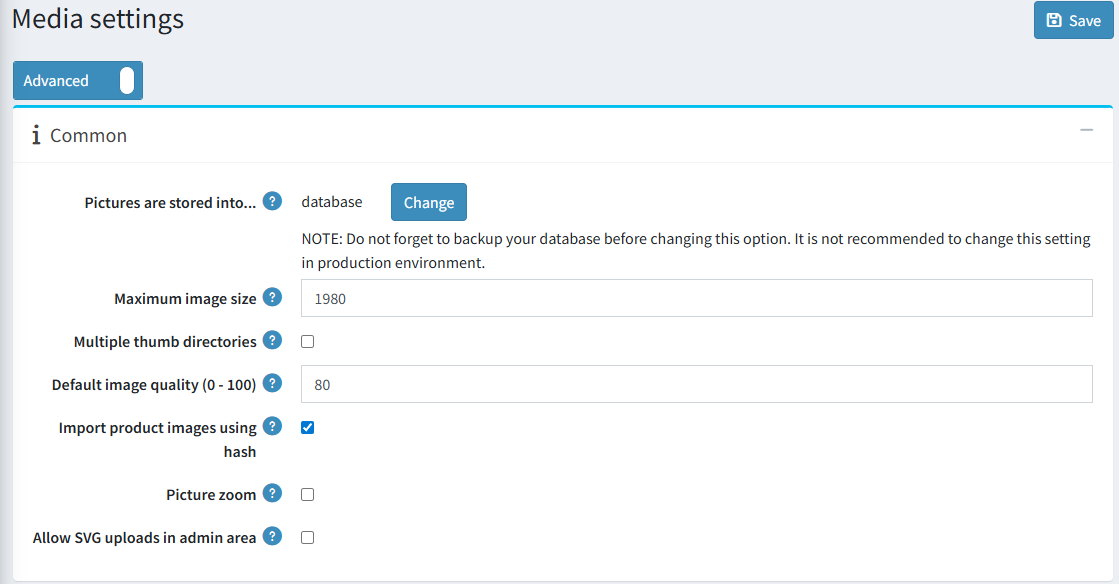 Media settings
Save
Advanced
Common
Pictures are stored into... ? database Change
NOTE: Do not forget to backup your database before changing this option. It is not recommended to change this setting
in production environment.
Maximum image size ? 1980
Multiple thumb directories ?
Default image quality (0 - 100) ? 80
Import product images using ?
hash
Picture zoom ?
Allow SVG uploads in admin area ?